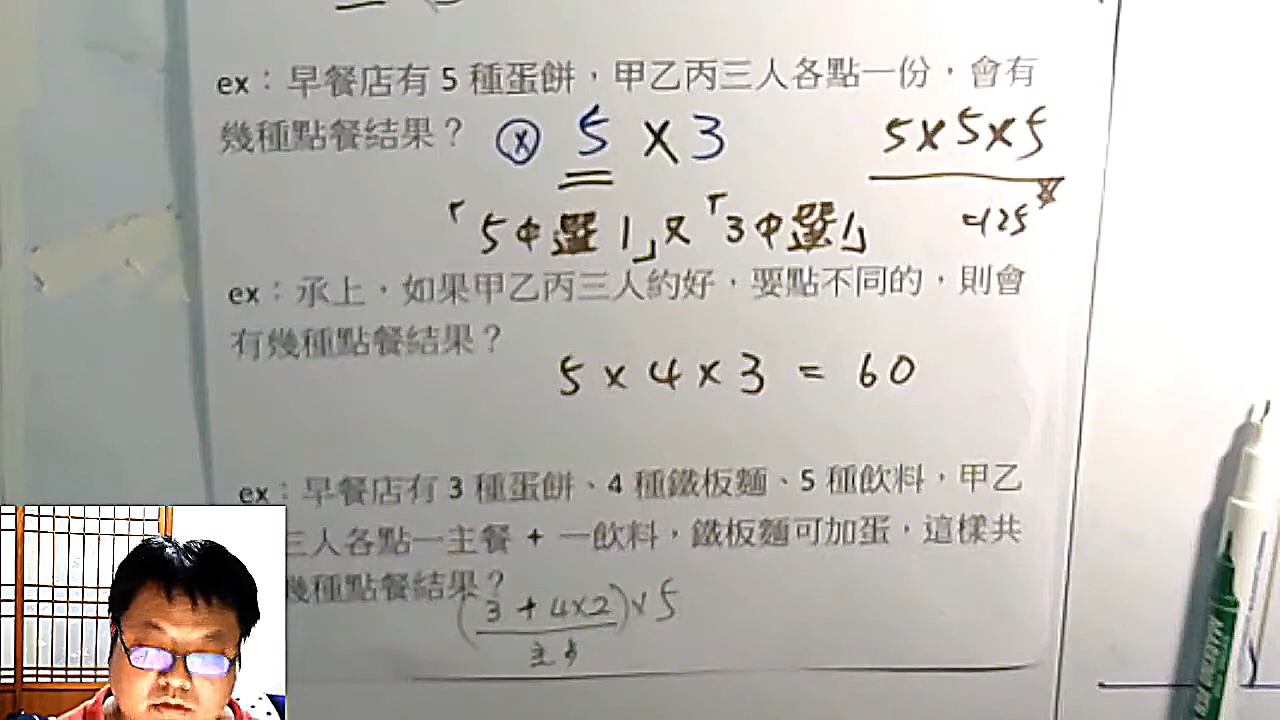 ex：早餐店有 5 種蛋餅，甲乙丙三人各點一份，會有
幾種點餐結果？ ⓧ 5 × 3
5×5×5
=125
「5中選1」又「3中選1」
ex：承上，如果甲乙丙三人約好，要點不同的，則會
有幾種點餐結果？
5 × 4 × 3 = 60
ex：早餐店有 3 種蛋餅、4 種鐵板麵、5 種飲料，甲乙
三人各點一主餐 + 一飲料，鐵板麵可加蛋，這樣共
幾種點餐結果？
(3 + 4×2)×5
主